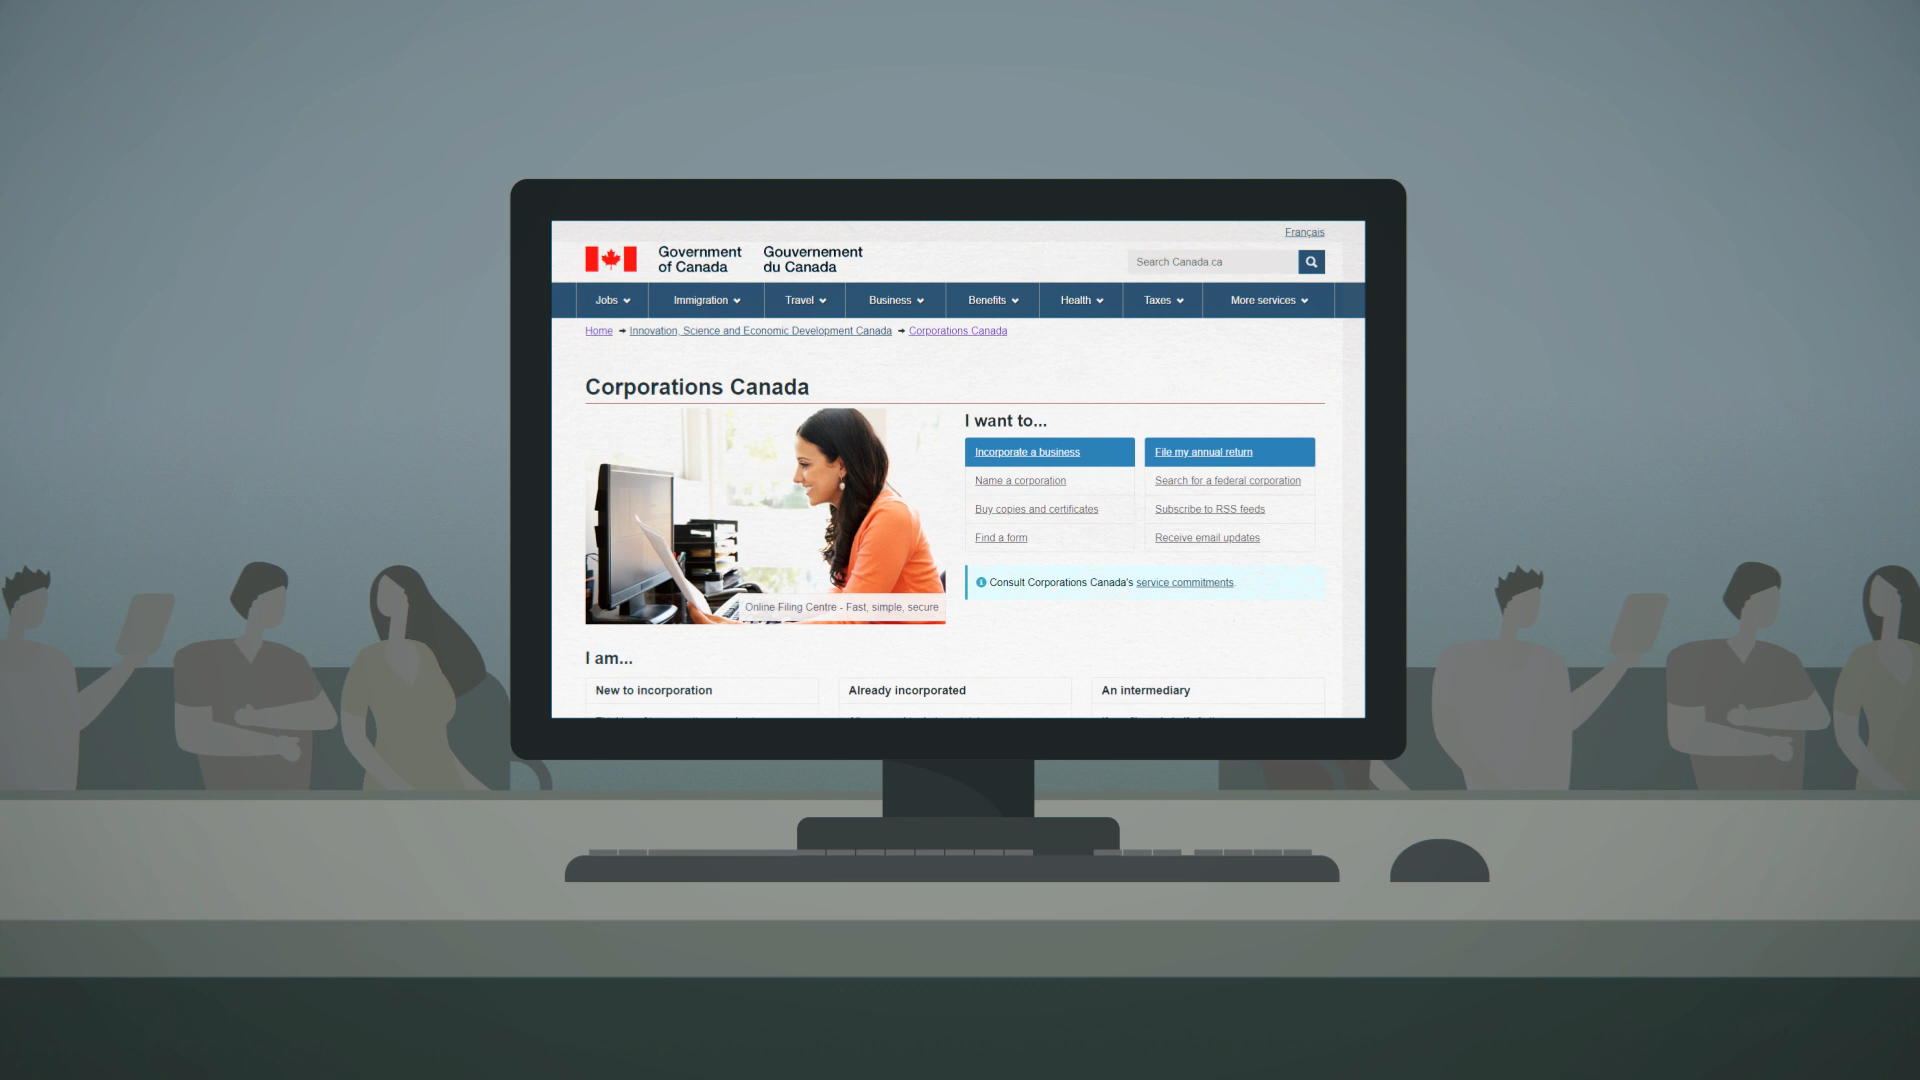 Français
Government Gouvernement
of Canada du Canada
Search Canada.ca
Jobs Immigration Travel Business Benefits Health Taxes More services
Home → Innovation, Science and Economic Development Canada → Corporations Canada
Corporations Canada
I want to...
Incorporate a business File my annual return
Name a corporation Search for a federal corporation
Buy copies and certificates Subscribe to RSS feeds
Find a form Receive email updates
Consult Corporations Canada's service commitments.
Online Filing Centre - Fast, simple, secure
I am...
New to incorporation Already incorporated An intermediary